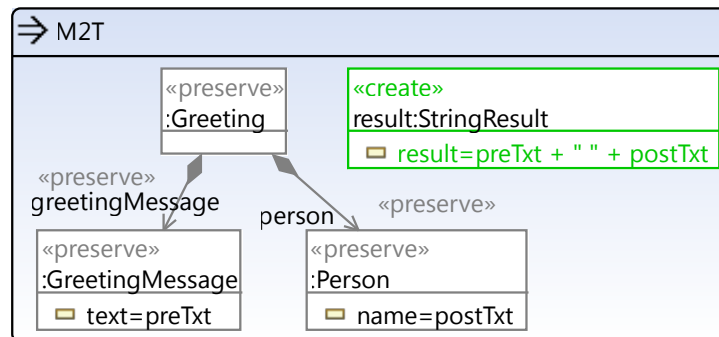 M2T
«preserve»
:Greeting
«create»
result:StringResult
result=preTxt + " " + postTxt
«preserve»
greetingMessage
person
«preserve»
«preserve»
:GreetingMessage
text=preTxt
«preserve»
:Person
name=postTxt